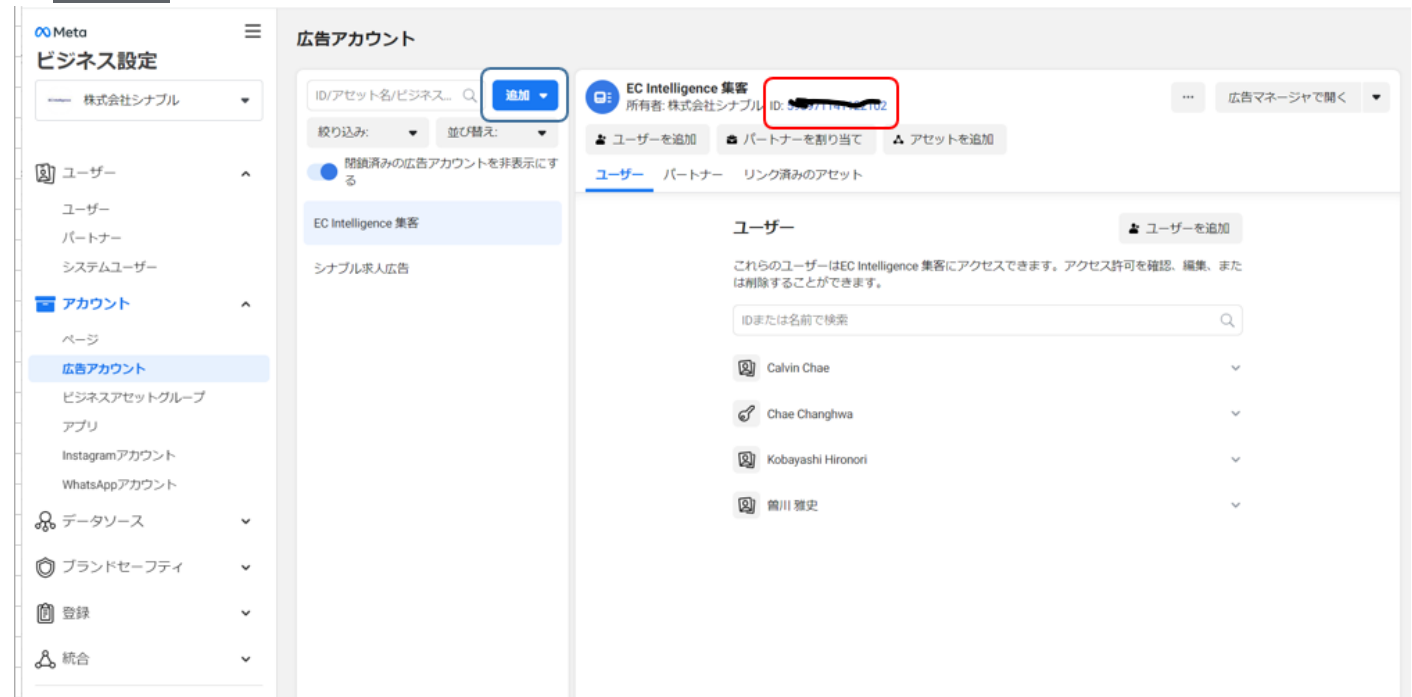 Meta
ビジネス設定
株式会社シナブル
ユーザー
ユーザー
パートナー
システムユーザー
アカウント
ページ
広告アカウント
ビジネスアセットグループ
アプリ
Instagramアカウント
WhatsAppアカウント
データソース
ブランドセーフティ
登録
統合
広告アカウント
ID/アセット名/ビジネス...
追加
絞り込み:
並び替え:
閉鎖済みの広告アカウントを非表示にす
る
EC Intelligence 集客
シナブル求人広告
EC Intelligence 集客
所有者: 株式会社シナブル ID:
...
広告マネージャで開く
ユーザーを追加
パートナーを割り当て
アセットを追加
ユーザー
パートナー
リンク済みのアセット
ユーザー
ユーザーを追加
これらのユーザーはEC Intelligence 集客にアクセスできます。アクセス許可を確認、編集、また
は削除することができます。
IDまたは名前で検索
Calvin Chae
Chae Changhwa
Kobayashi Hironori
曽川 雅史